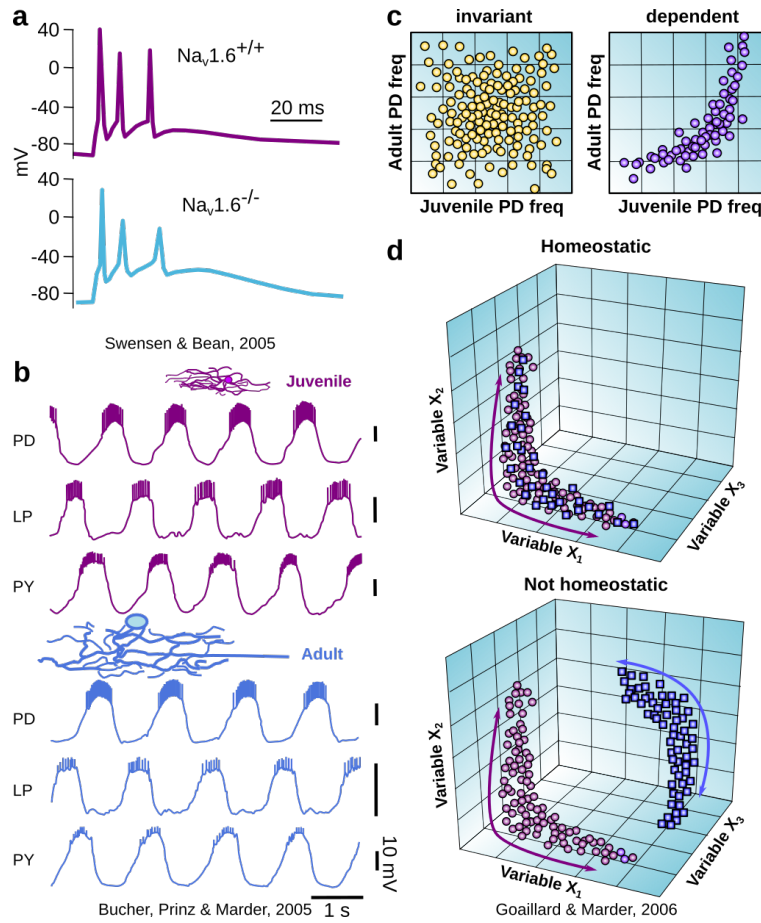 a
40
0
-40
-80
mV
Nav1.6+/+
20 ms
40
0
-40
-80
Nav1.6-/-
Swensen & Bean, 2005
b
Juvenile
PD
LP
PY
Adult
PD
LP
PY
10 mV
Bucher, Prinz & Marder, 2005
1 s
c
invariant
dependent
Adult PD freq
Juvenile PD freq
Adult PD freq
Juvenile PD freq
d
Homeostatic
Variable X2
Variable X1
Variable X3
Not homeostatic
Variable X2
Variable X1
Variable X3
Goaillard & Marder, 2006